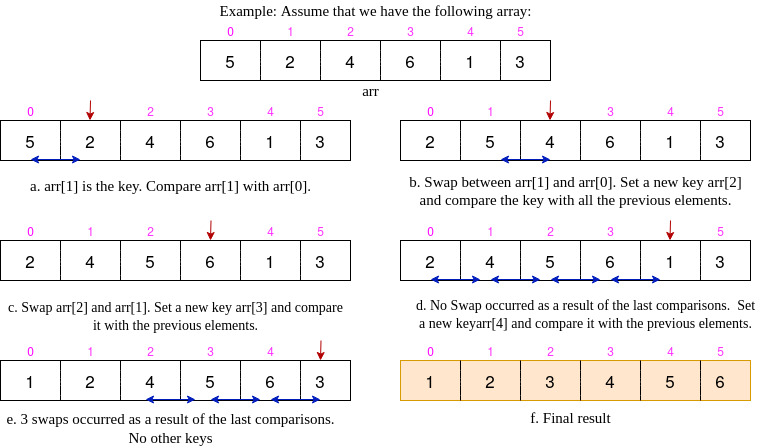 Example: Assume that we have the following array:
0 1 2 3 4 5
5 2 4 6 1 3
arr
0 2 3 4 5
5 2 4 6 1 3
a. arr[1] is the key. Compare arr[1] with arr[0].
0 1 3 4 5
2 5 4 6 1 3
b. Swap between arr[1] and arr[0]. Set a new key arr[2]
and compare the key with all the previous elements.
0 1 2 4 5
2 4 5 6 1 3
c. Swap arr[2] and arr[1]. Set a new key arr[3] and compare
it with the previous elements.
0 1 2 3 5
2 4 5 6 1 3
d. No Swap occurred as a result of the last comparisons. Set
a new keyarr[4] and compare it with the previous elements.
0 1 2 3 4
1 2 4 5 6 3
e. 3 swaps occurred as a result of the last comparisons.
No other keys
0 1 2 3 4 5
1 2 3 4 5 6
f. Final result